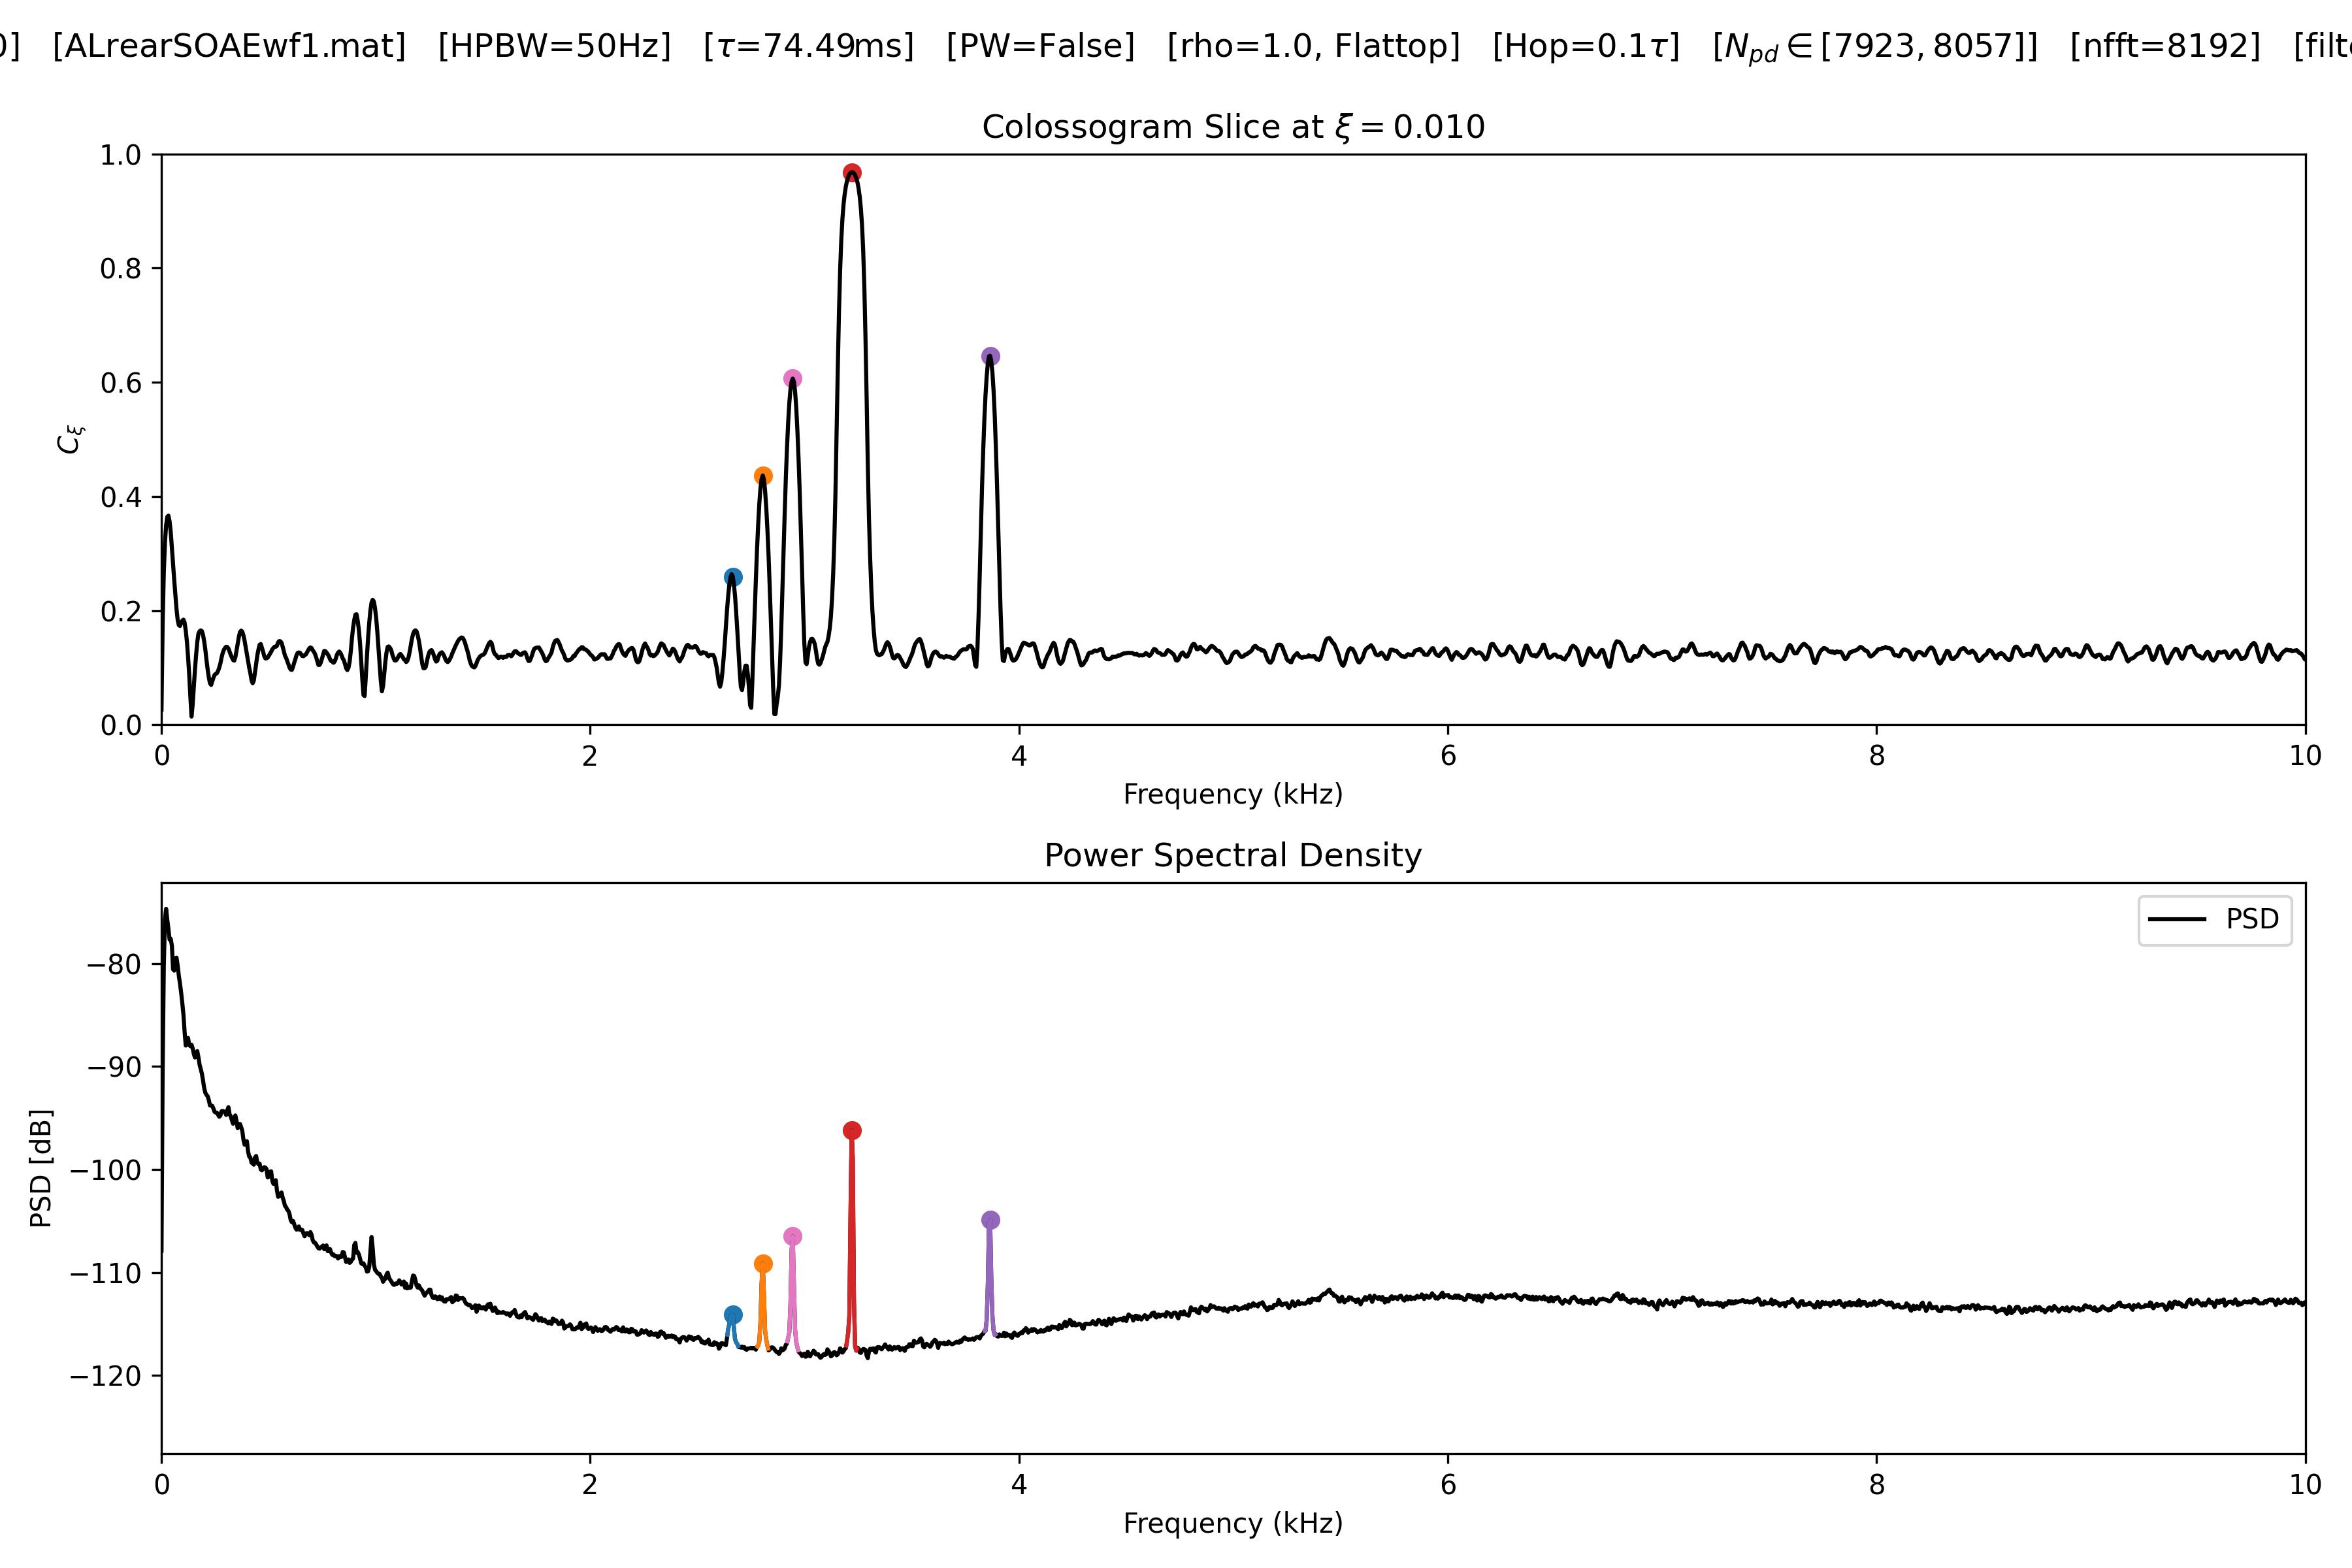 0] [ALrearSOAEwf1.mat] [HPBW=50Hz] [τ=74.49ms] [PW=False] [rho=1.0, Flattop] [Hop=0.1τ] [N_pd ∈ [7923, 8057]] [nfft=8192] [filt
Colossogram Slice at ξ = 0.010
1.0
0.8
0.6
0.4
0.2
0.0
C_ξ
0 2 4 6 8 10
Frequency (kHz)
Power Spectral Density
PSD
−80
−90
−100
−110
−120
PSD [dB]
0 2 4 6 8 10
Frequency (kHz)